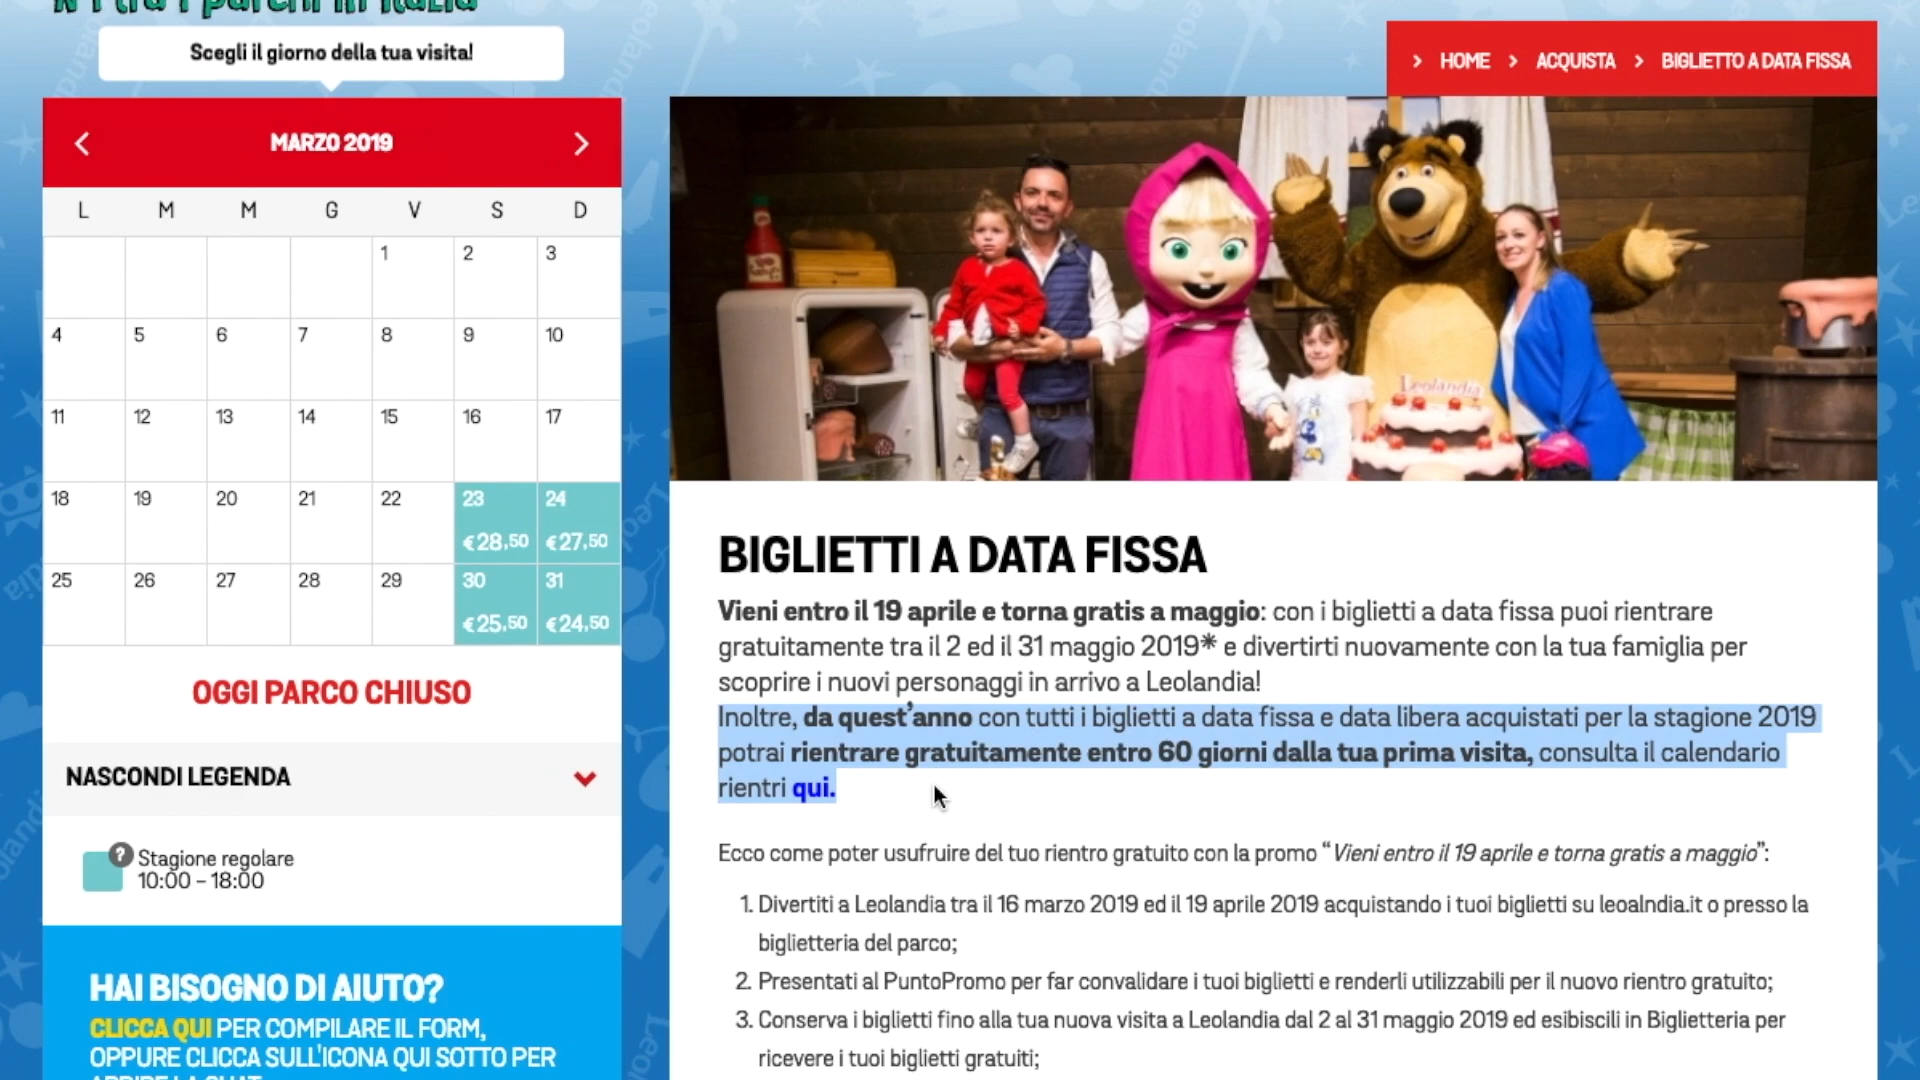 N°1 tra i parchi in Italia
Scegli il giorno della tua visita!
HOME ACQUISTA BIGLIETTO A DATA FISSA
MARZO 2019
L M M G V S D
1 2 3
4 5 6 7 8 9 10
11 12 13 14 15 16 17
18 19 20 21 22 23 24
€28,50 €27,50
25 26 27 28 29 30 31
€25,50 €24,50
OGGI PARCO CHIUSO
NASCONDI LEGENDA
?
Stagione regolare
10:00 – 18:00
HAI BISOGNO DI AIUTO?
CLICCA QUI PER COMPILARE IL FORM,
OPPURE CLICCA SULL'ICONA QUI SOTTO PER
Leolandia
BIGLIETTI A DATA FISSA
Vieni entro il 19 aprile e torna gratis a maggio: con i biglietti a data fissa puoi rientrare
gratuitamente tra il 2 ed il 31 maggio 2019* e divertirti nuovamente con la tua famiglia per
scoprire i nuovi personaggi in arrivo a Leolandia!
Inoltre, da quest'anno con tutti i biglietti a data fissa e data libera acquistati per la stagione 2019
potrai rientrare gratuitamente entro 60 giorni dalla tua prima visita, consulta il calendario
rientri qui.
Ecco come poter usufruire del tuo rientro gratuito con la promo “Vieni entro il 19 aprile e torna gratis a maggio”:
1. Divertiti a Leolandia tra il 16 marzo 2019 ed il 19 aprile 2019 acquistando i tuoi biglietti su leoalndia.it o presso la
biglietteria del parco;
2. Presentati al PuntoPromo per far convalidare i tuoi biglietti e renderli utilizzabili per il nuovo rientro gratuito;
3. Conserva i biglietti fino alla tua nuova visita a Leolandia dal 2 al 31 maggio 2019 ed esibiscili in Biglietteria per
ricevere i tuoi biglietti gratuiti;